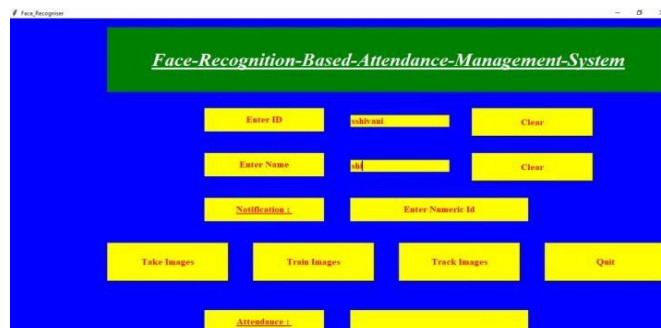 Face_Recogniser
Face-Recognition-Based-Attendance-Management-System
Enter ID
sshivani
Clear
Enter Name
shi
Clear
Notification :
Enter Numeric Id
Take Images
Train Images
Track Images
Quit
Attendance :